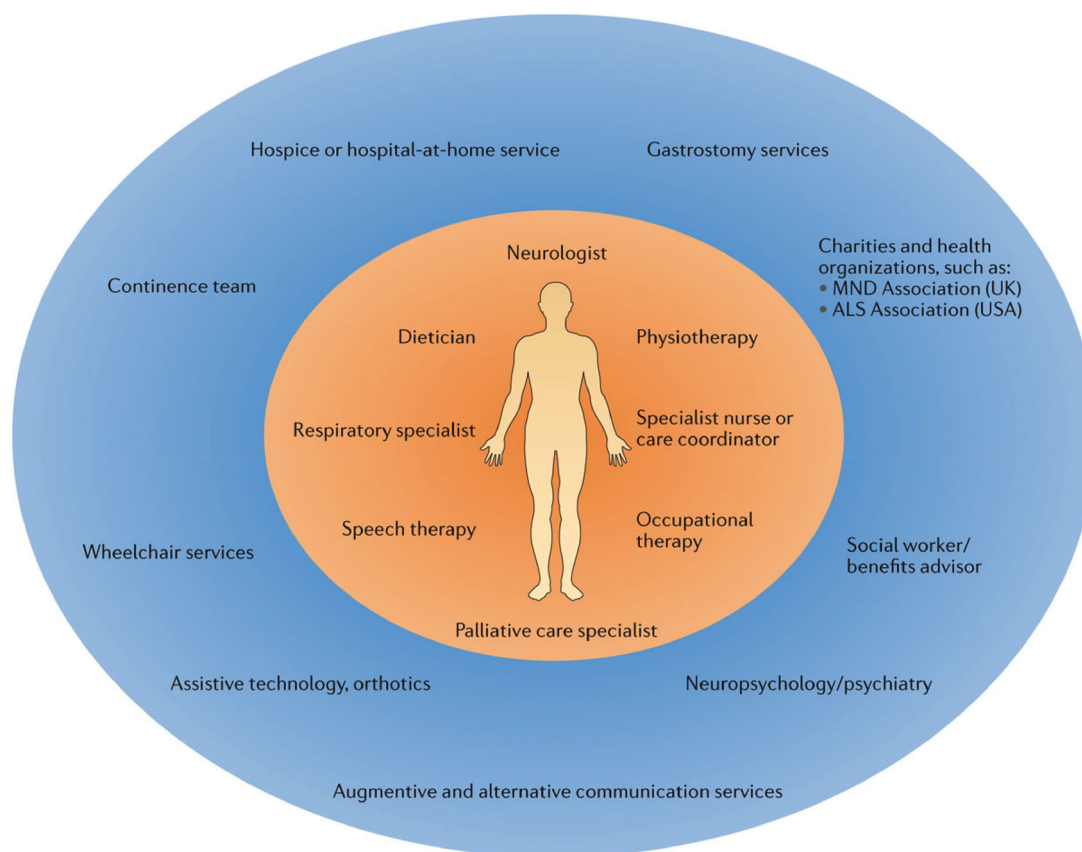 Hospice or hospital-at-home service
Gastrostomy services
Neurologist
Charities and health
organizations, such as:
• MND Association (UK)
• ALS Association (USA)
Continence team
Dietician
Physiotherapy
Respiratory specialist
Specialist nurse or
care coordinator
Speech therapy
Occupational
therapy
Wheelchair services
Social worker/
benefits advisor
Palliative care specialist
Assistive technology, orthotics
Neuropsychology/psychiatry
Augmentive and alternative communication services